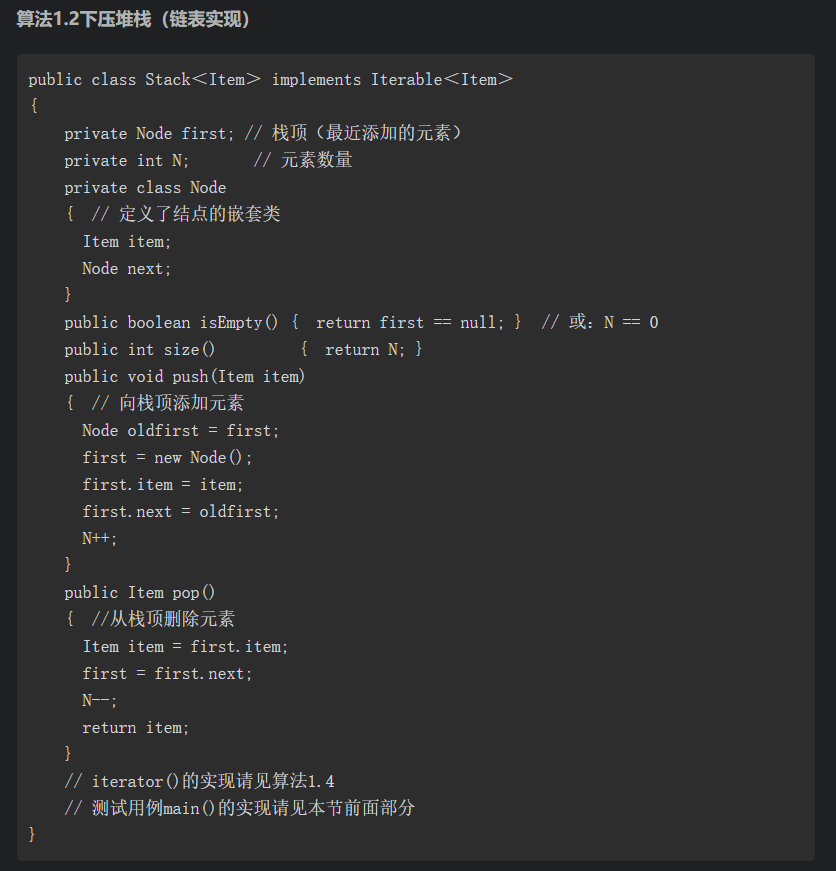 算法1.2下压堆栈（链表实现）
public class Stack＜Item＞ implements Iterable＜Item＞
{
    private Node first; // 栈顶（最近添加的元素）
    private int N;       // 元素数量
    private class Node
    {  // 定义了结点的嵌套类
      Item item;
      Node next;
    }
    public boolean isEmpty() {  return first == null; }  // 或：N == 0
    public int size()         {  return N; }
    public void push(Item item)
    {  // 向栈顶添加元素
      Node oldfirst = first;
      first = new Node();
      first.item = item;
      first.next = oldfirst;
      N++;
    }
    public Item pop()
    {  //从栈顶删除元素
      Item item = first.item;
      first = first.next;
      N--;
      return item;
    }
    // iterator()的实现请见算法1.4
    // 测试用例main()的实现请见本节前面部分
}